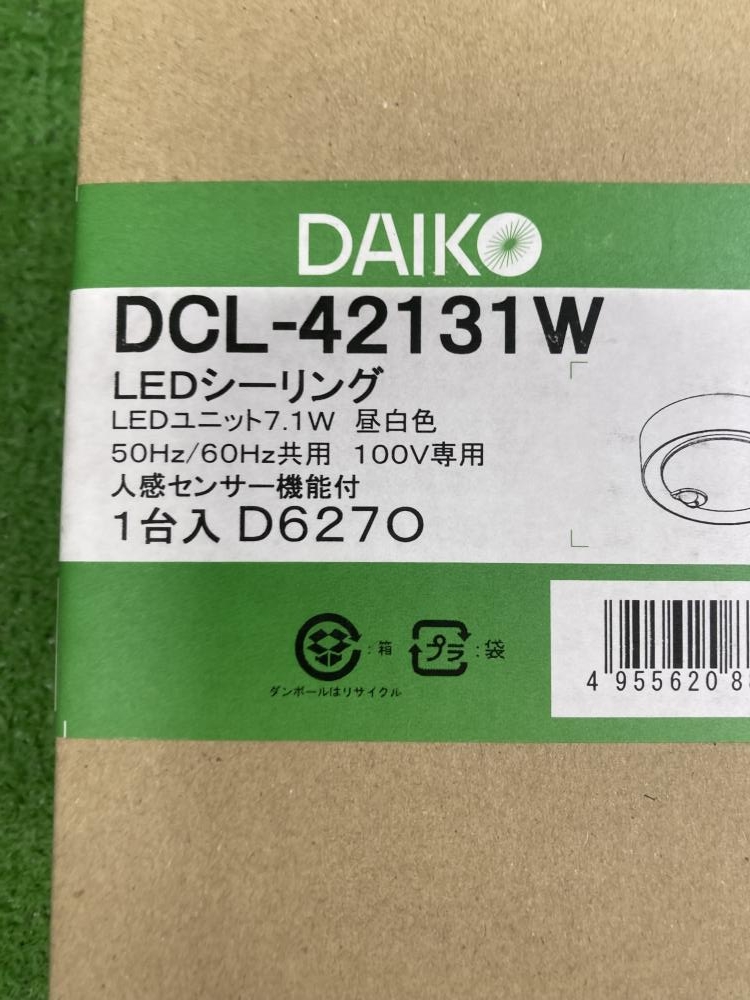 DAIKO
DCL-42131W
LEDシーリング
LEDユニット7.1W 昼白色
50Hz/60Hz共用 100V専用
人感センサー機能付
1台入 D627O
:箱 プラ :袋
ダンボールはリサイクル
4 955620 8